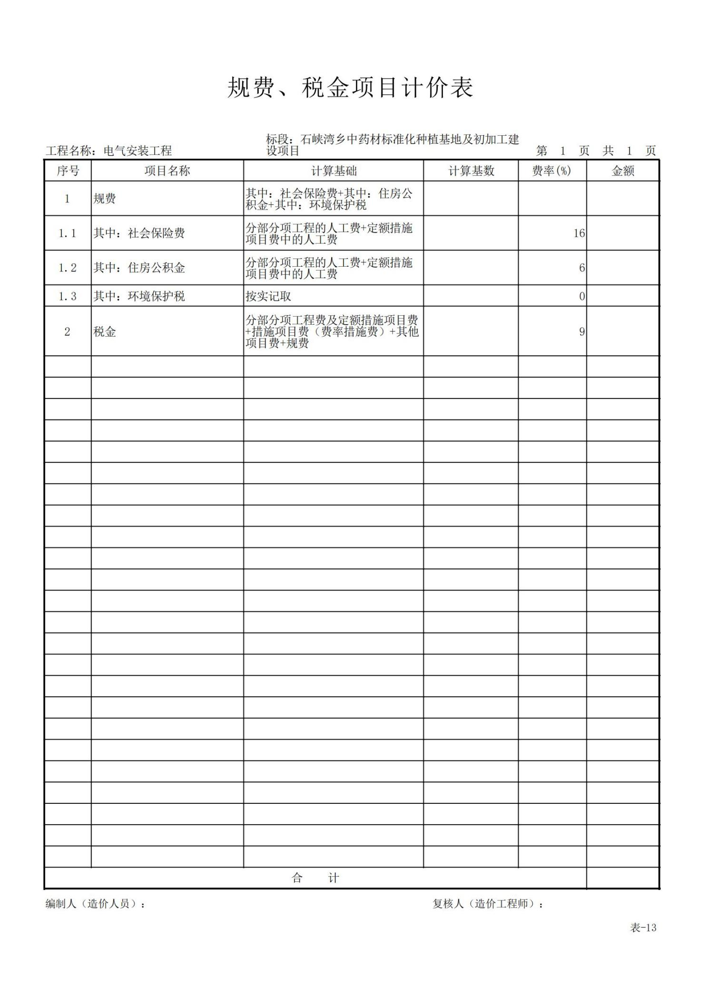 规费、税金项目计价表
标段：石峡湾乡中药材标准化种植基地及初加工建
工程名称：电气安装工程 设项目 第 1 页 共 1 页
序号 项目名称 计算基础 计算基数 费率(%) 金额
1 规费 其中：社会保险费+其中：住房公
积金+其中：环境保护税
1.1 其中：社会保险费 分部分项工程的人工费+定额措施 16
项目费中的人工费
1.2 其中：住房公积金 分部分项工程的人工费+定额措施 6
项目费中的人工费
1.3 其中：环境保护税 按实记取 0
分部分项工程费及定额措施项目费
2 税金 +措施项目费（费率措施费）+其他 9
项目费+规费
合 计
编制人（造价人员）： 复核人（造价工程师）：
表-13